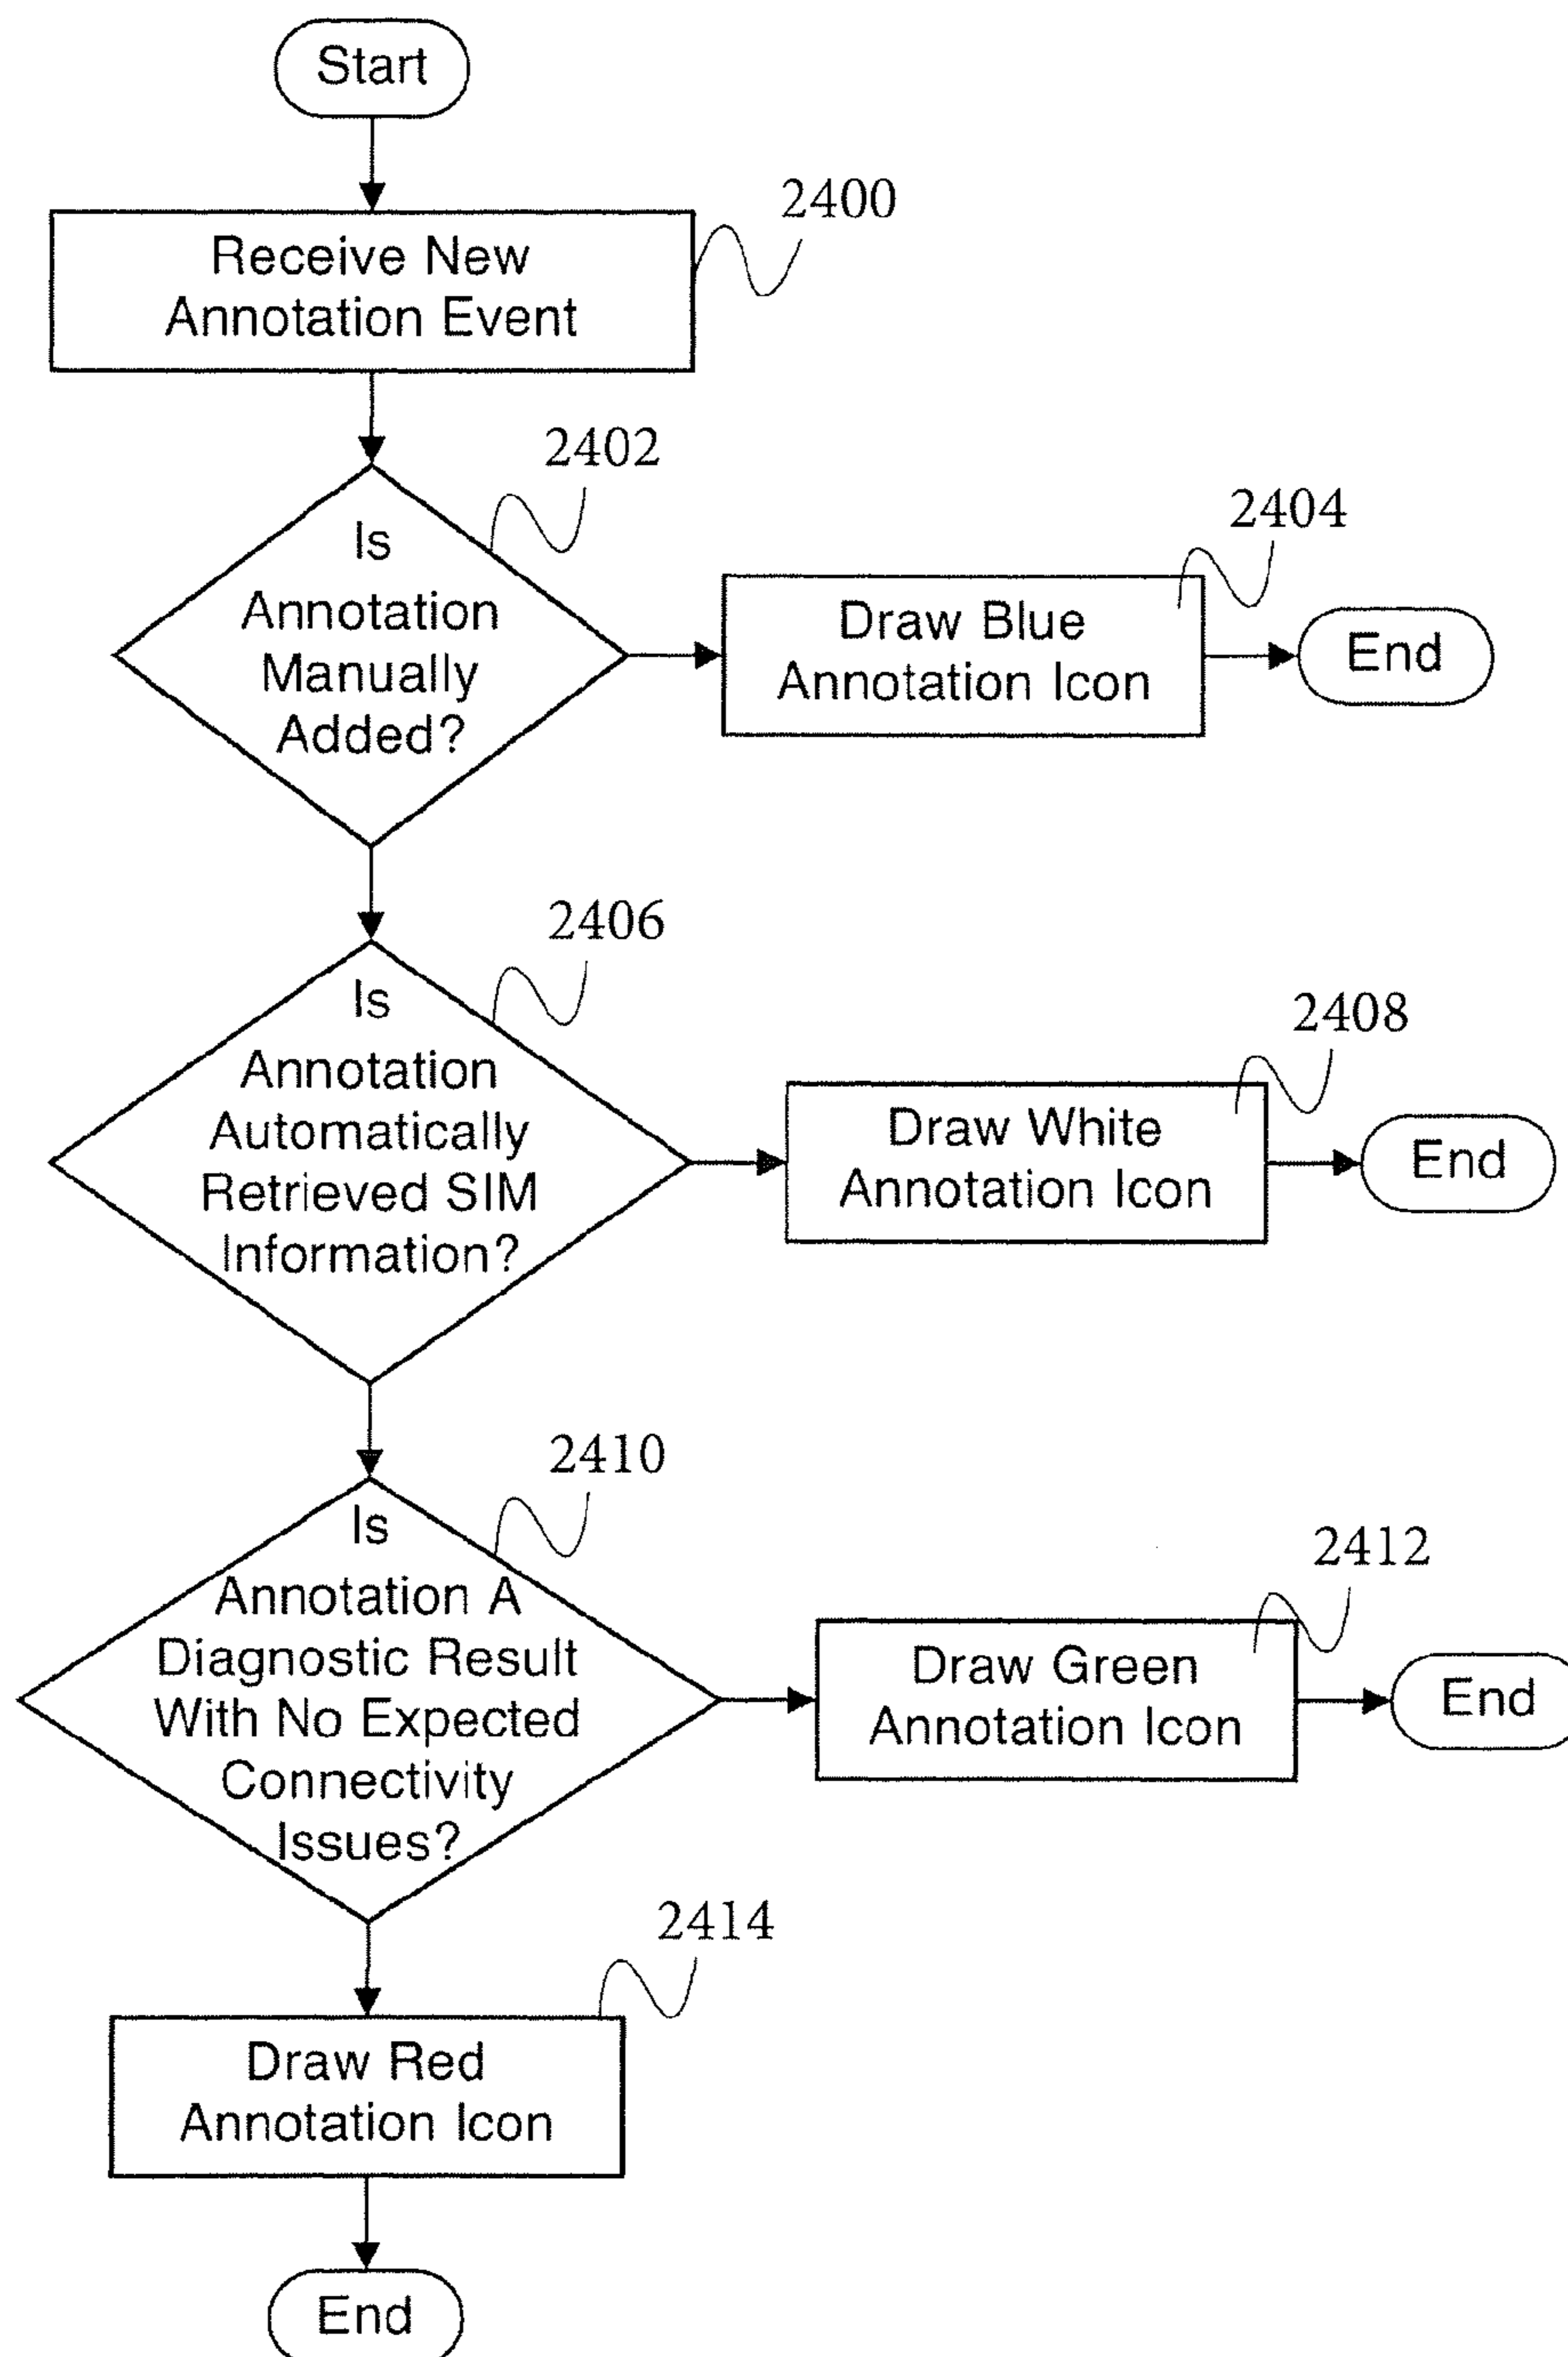 Start
2400
Receive New
Annotation Event
2402
Is
Annotation
Manually
Added?
2404
Draw Blue
Annotation Icon
End
2406
Is
Annotation
Automatically
Retrieved SIM
Information?
2408
Draw White
Annotation Icon
End
2410
Is
Annotation A
Diagnostic Result
With No Expected
Connectivity
Issues?
2412
Draw Green
Annotation Icon
End
2414
Draw Red
Annotation Icon
End